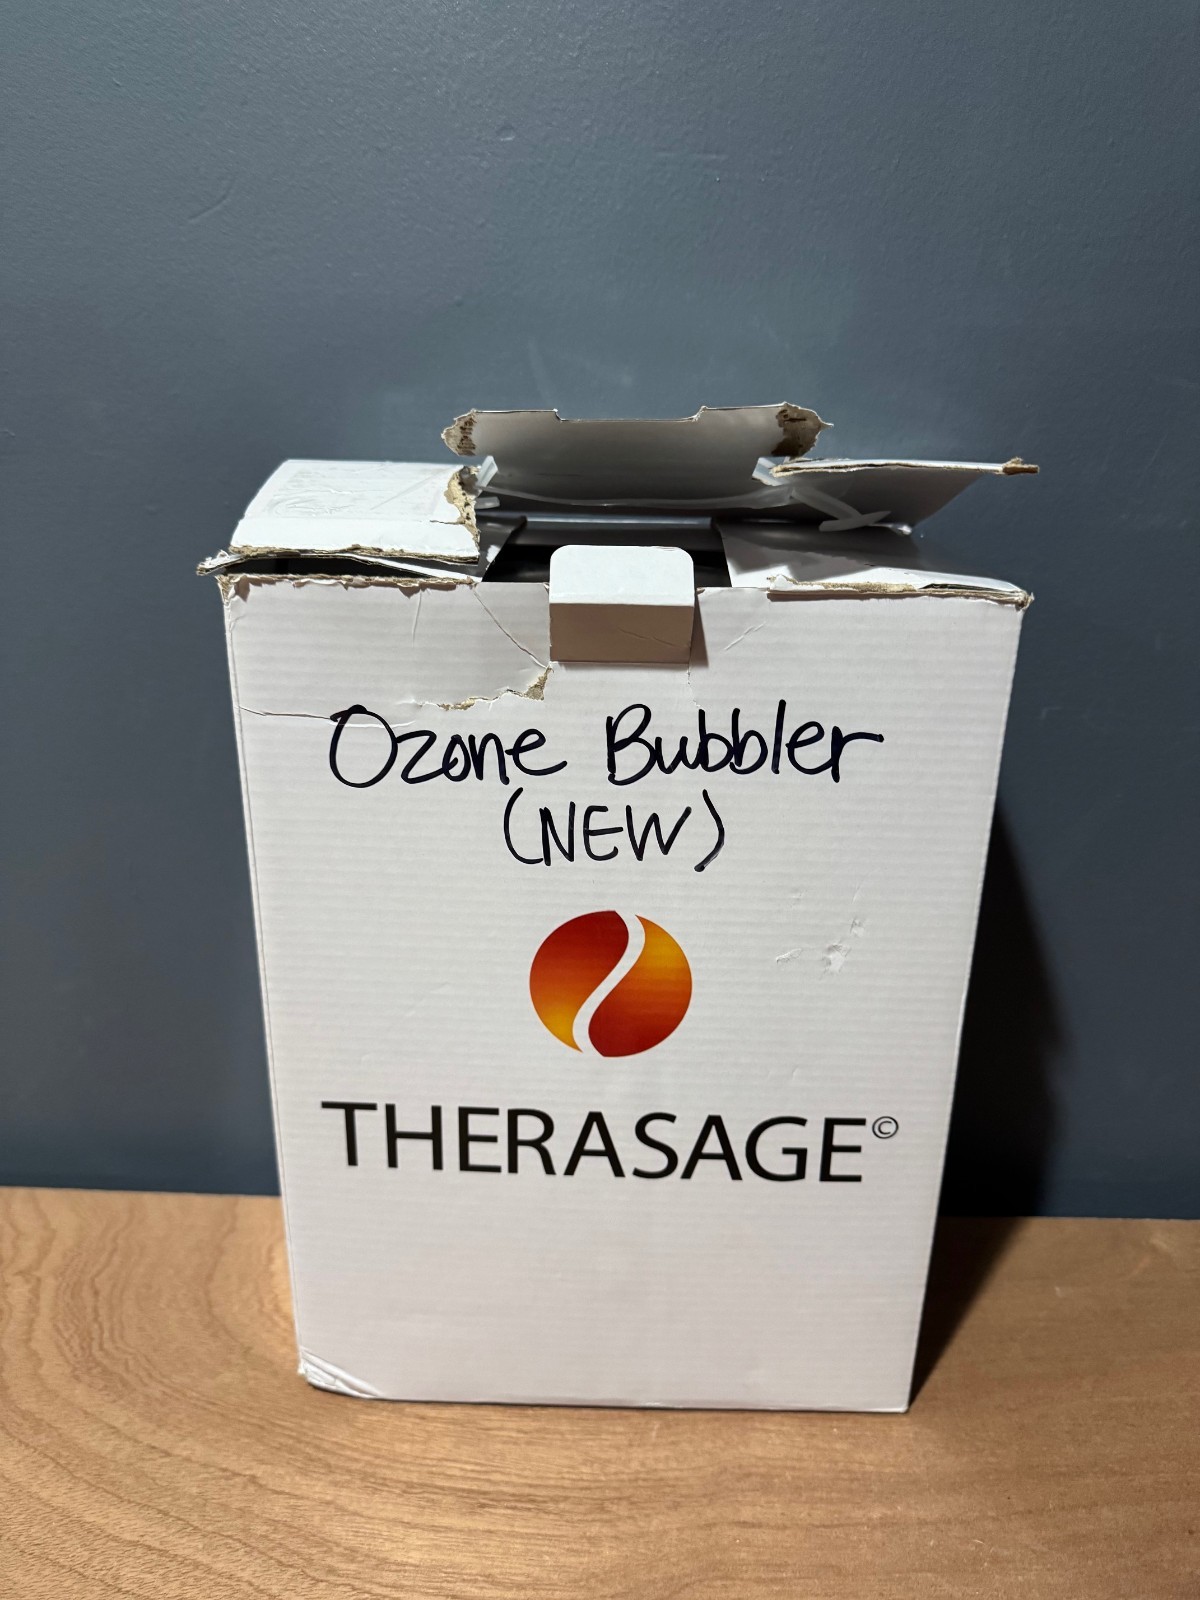 Ozone Bubbler
(NEW)
THERASAGE©